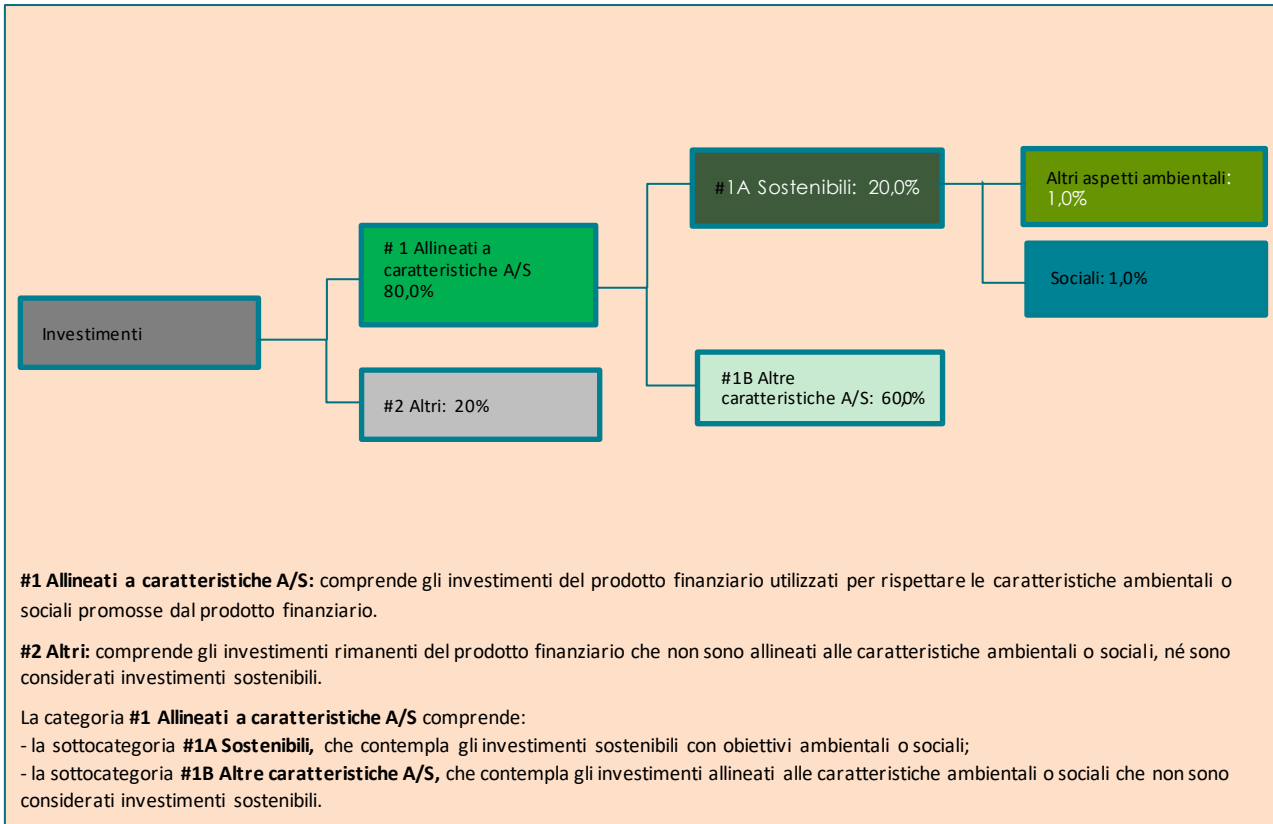 #1A Sostenibili: 20,0%
Altri aspetti ambientali:
1,0%
# 1 Allineati a
caratteristiche A/S
80,0%
Sociali: 1,0%
Investimenti
#2 Altri: 20%
#1B Altre
caratteristiche A/S: 60,0%
#1 Allineati a caratteristiche A/S: comprende gli investimenti del prodotto finanziario utilizzati per rispettare le caratteristiche ambientali o
sociali promosse dal prodotto finanziario.
#2 Altri: comprende gli investimenti rimanenti del prodotto finanziario che non sono allineati alle caratteristiche ambientali o sociali, né sono
considerati investimenti sostenibili.
La categoria #1 Allineati a caratteristiche A/S comprende:
- la sottocategoria #1A Sostenibili, che contempla gli investimenti sostenibili con obiettivi ambientali o sociali;
- la sottocategoria #1B Altre caratteristiche A/S, che contempla gli investimenti allineati alle caratteristiche ambientali o sociali che non sono
considerati investimenti sostenibili.